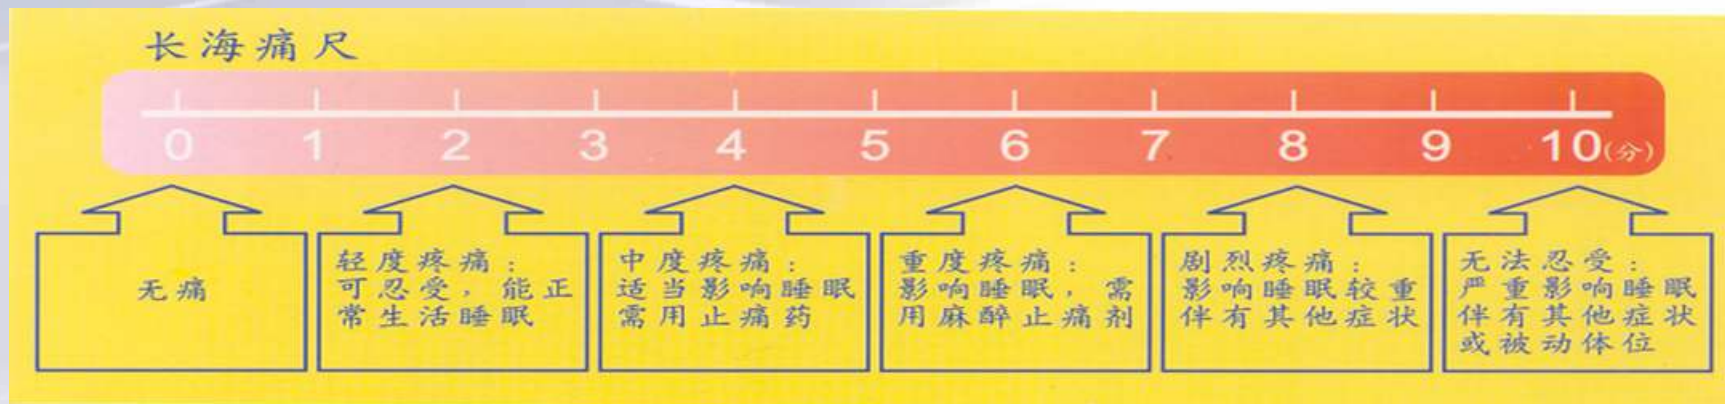 长海痛尺
0 1 2 3 4 5 6 7 8 9 10(分)
无痛
轻度疼痛：
可忍受，能正
常生活睡眠
中度疼痛：
适当影响睡眠
需用止痛药
重度疼痛：
影响睡眠，需
用麻醉止痛剂
剧烈疼痛：
影响睡眠较重
伴有其他症状
无法忍受：
严重影响睡眠
伴有其他症状
或被动体位